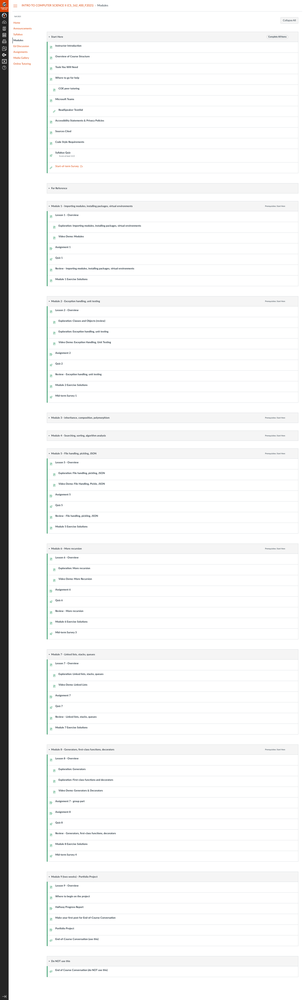 Oregon State
University
INTRO TO COMPUTER SCIENCE II (CS_162_400_F2021) › Modules
Fall 2021
Home
Announcements
Syllabus
Modules
Ed Discussion
Assignments
Media Gallery
Online Tutoring
Collapse All
Start Here
Complete All Items
Instructor Introduction
Overview of Course Structure
Tools You Will Need
Where to go for help
COE peer tutoring
Microsoft Teams
ReadSpeaker TextAid
Accessibility Statements & Privacy Policies
Sources Cited
Code Style Requirements
Syllabus Quiz
Score at least 12.0
Start-of-term Survey
For Reference
Module 1 - Importing modules, installing packages, virtual environments
Prerequisites: Start Here
Lesson 1 - Overview
Exploration: Importing modules, installing packages, virtual environments
Video Demo: Modules
Assignment 1
Quiz 1
Review - Importing modules, installing packages, virtual environments
Module 1 Exercise Solutions
Module 2 - Exception handling, unit testing
Prerequisites: Start Here
Lesson 2 - Overview
Exploration: Classes and Objects (review)
Exploration: Exception handling, unit testing
Video Demo: Exception Handling, Unit Testing
Assignment 2
Quiz 2
Review - Exception handling, unit testing
Module 2 Exercise Solutions
Mid-term Survey 1
Module 3 - inheritance, composition, polymorphism
Prerequisites: Start Here
Module 4 - Searching, sorting, algorithm analysis
Prerequisites: Start Here
Module 5 - File handling, pickling, JSON
Prerequisites: Start Here
Lesson 5 - Overview
Exploration: File handling, pickling, JSON
Video Demo: File Handling, Pickle, JSON
Assignment 5
Quiz 5
Review - File handling, pickling, JSON
Module 5 Exercise Solutions
Module 6 - More recursion
Prerequisites: Start Here
Lesson 6 - Overview
Exploration: More recursion
Video Demo: More Recursion
Assignment 6
Quiz 6
Review - More recursion
Module 6 Exercise Solutions
Mid-term Survey 3
Module 7 - Linked lists, stacks, queues
Lesson 7 - Overview
Exploration: Linked lists, stacks, queues
Video Demo: Linked Lists
Assignment 7
Quiz 7
Review - Linked lists, stacks, queues
Module 7 Exercise Solutions
Module 8 - Generators, first-class functions, decorators
Prerequisites: Start Here
Lesson 8 - Overview
Exploration: Generators
Exploration: First-class functions and decorators
Video Demo: Generators & Decorators
Assignment 7 - group part
Assignment 8
Quiz 8
Review - Generators, first-class functions, decorators
Module 8 Exercise Solutions
Mid-term Survey 4
Module 9 (two weeks) - Portfolio Project
Lesson 9 - Overview
Where to begin on the project
Halfway Progress Report
Make your first post for End-of-Course Conversation
Portfolio Project
End-of-Course Conversation (use this)
Do NOT use this
End of Course Conversation (do NOT use this)